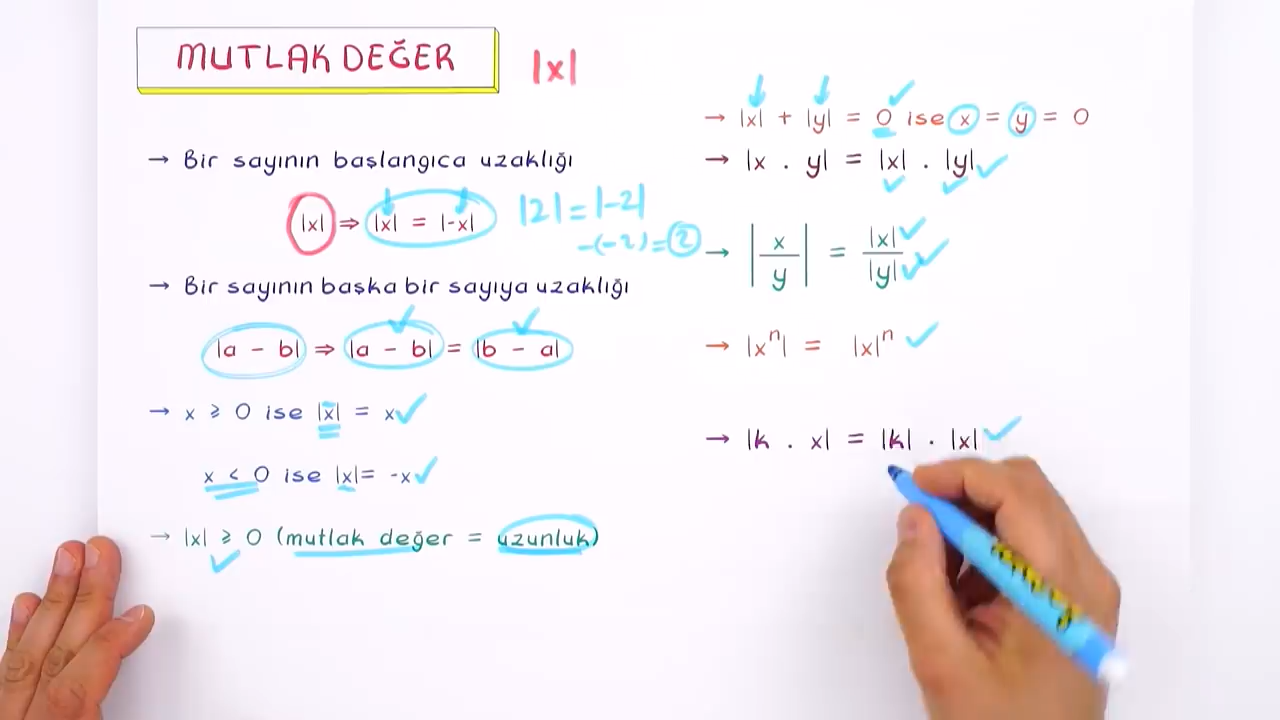 MUTLAK DEĞER |x|
→ Bir sayının başlangıca uzaklığı
|x| ⇒ |x| = |-x| |2| = |-2|
-(-2) = 2
→ Bir sayının başka bir sayıya uzaklığı
|a - b| ⇒ |a - b| = |b - a|
→ x ≥ 0 ise |x| = x
x < 0 ise |x| = -x
→ |x| ≥ 0 (mutlak değer = uzunluk)
→ |x| + |y| = 0 ise x = y = 0
→ |x . y| = |x| . |y|
→ |x/y| = |x|/|y|
→ |xⁿ| = |x|ⁿ
→ |k . x| = |k| . |x|